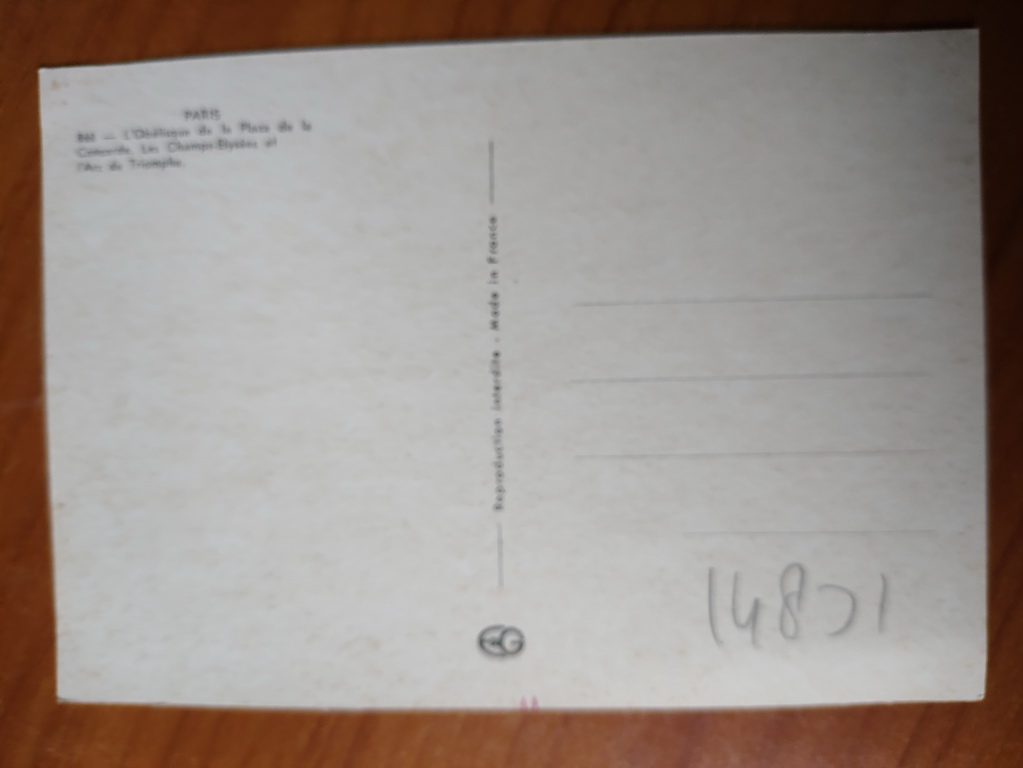 PARIS
— L'Obélisque de la Place de la
Concorde. Les Champs-Elysées et
l'Arc de Triomphe.
Reproduction interdite - Made in France